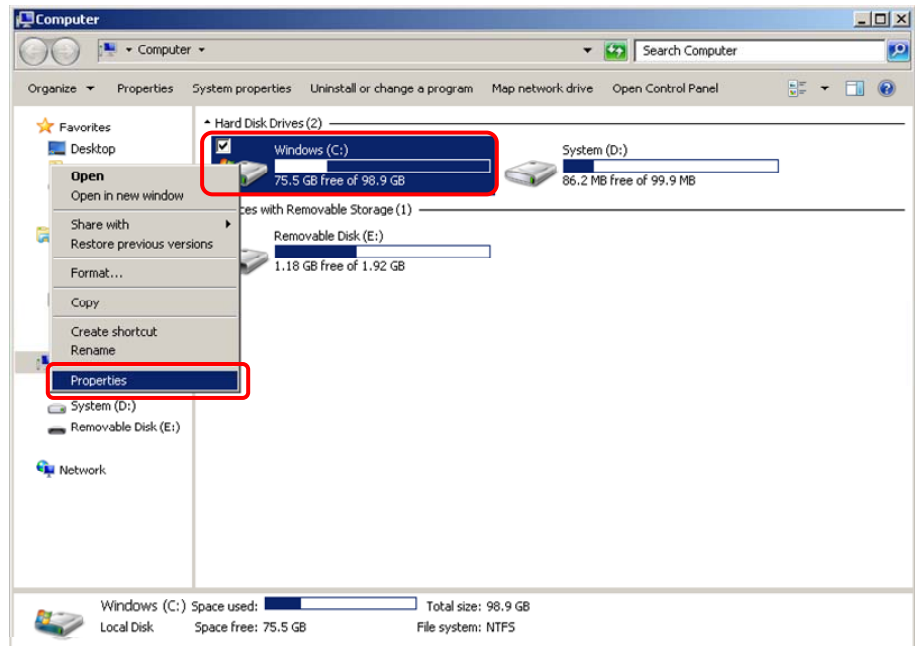 Computer
Computer
Search Computer
Organize Properties System properties Uninstall or change a program Map network drive Open Control Panel
Favorites
Desktop
Open
Open in new window
Share with
Restore previous versions
Format...
Copy
Create shortcut
Rename
Properties
System (D:)
Removable Disk (E:)
Network
Hard Disk Drives (2)
Windows (C:)
75.5 GB free of 98.9 GB
System (D:)
86.2 MB free of 99.9 MB
ces with Removable Storage (1)
Removable Disk (E:)
1.18 GB free of 1.92 GB
Windows (C:) Space used: Total size: 98.9 GB
Local Disk Space free: 75.5 GB File system: NTFS